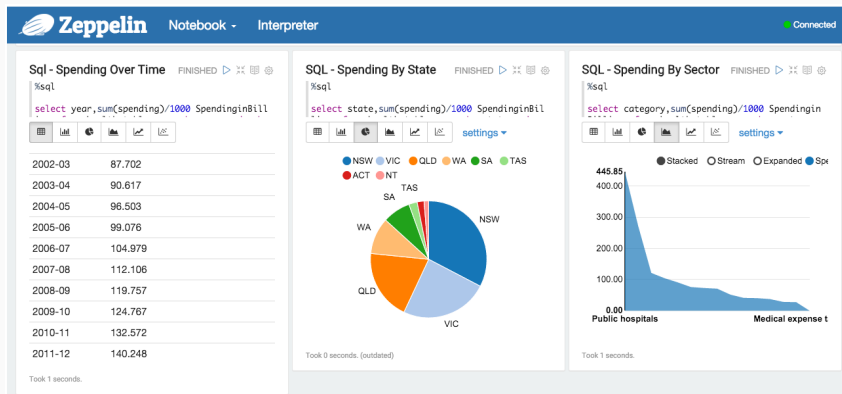 Zeppelin Notebook Interpreter Connected
Sql - Spending Over Time FINISHED
%sql
select year,sum(spending)/1000 SpendinginBill
2002-03 87.702
2003-04 90.617
2004-05 96.503
2005-06 99.076
2006-07 104.979
2007-08 112.106
2008-09 119.757
2009-10 124.767
2010-11 132.572
2011-12 140.248
Took 1 seconds.
SQL - Spending By State FINISHED
%sql
select state,sum(spending)/1000 SpendinginBil
settings
NSW VIC QLD WA SA TAS
ACT NT
TAS
SA
NSW
WA
QLD
VIC
Took 0 seconds. (outdated)
SQL - Spending By Sector FINISHED
%sql
select category,sum(spending)/1000 Spendingin
settings
Stacked Stream Expanded Spe
445.85
400.00
300.00
200.00
100.00
0.00
Public hospitals Medical expense t
Took 1 seconds.